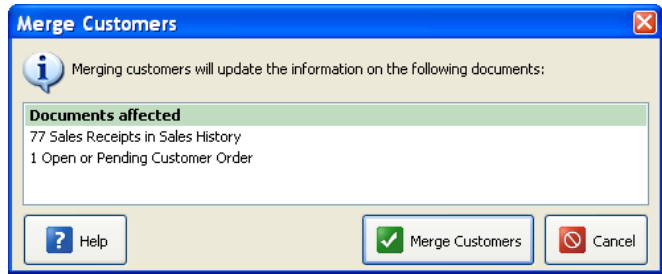 Merge Customers
Merging customers will update the information on the following documents:
Documents affected
77 Sales Receipts in Sales History
1 Open or Pending Customer Order
Help
Merge Customers
Cancel